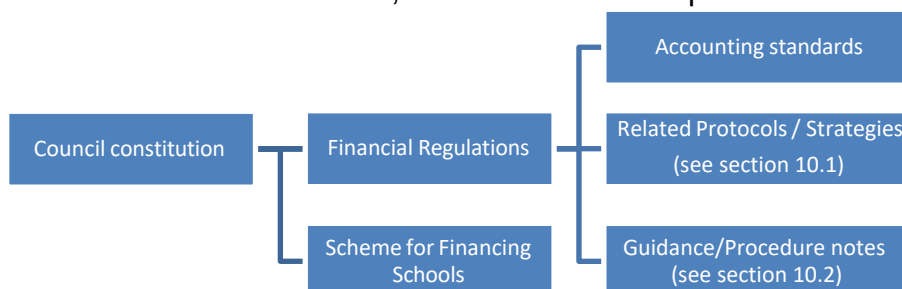 Accounting standards
Council constitution
Financial Regulations
Related Protocols / Strategies
(see section 10.1)
Scheme for Financing
Schools
Guidance/Procedure notes
(see section 10.2)